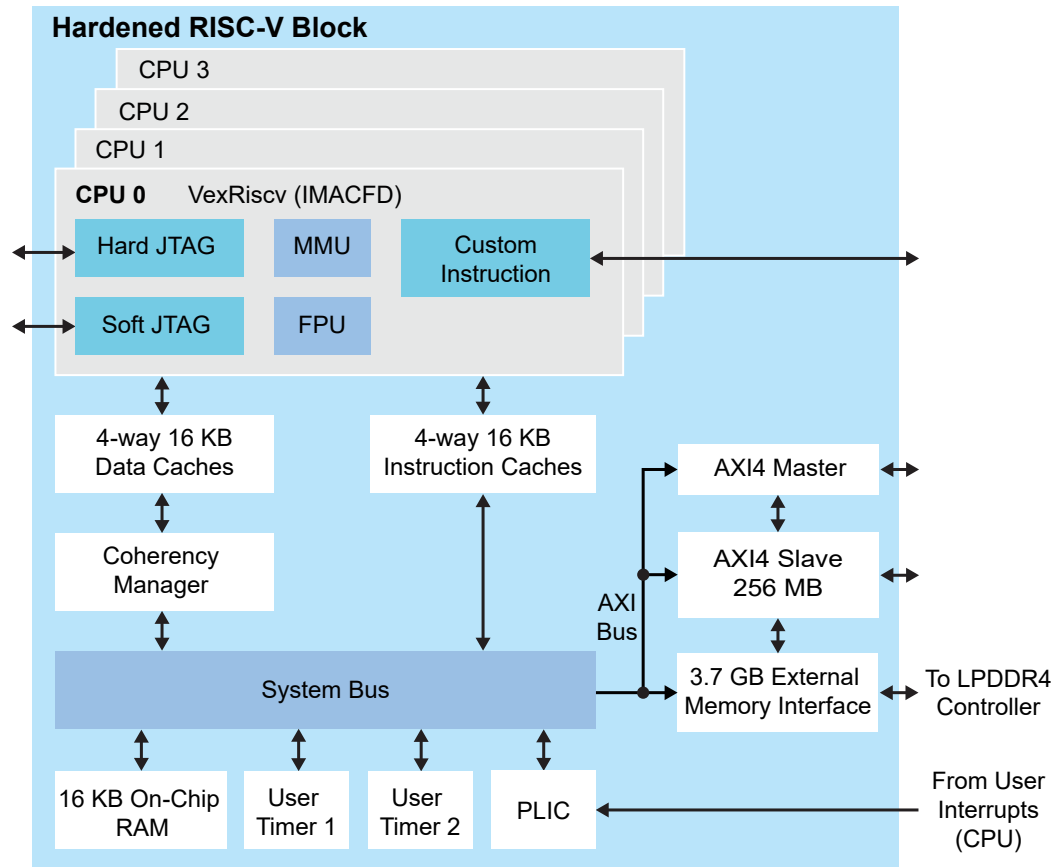 Hardened RISC-V Block
CPU 3
CPU 2
CPU 1
CPU 0 VexRiscv (IMACFD)
Hard JTAG
MMU
Custom
Instruction
Soft JTAG
FPU
4-way 16 KB
Data Caches
4-way 16 KB
Instruction Caches
AXI4 Master
Coherency
Manager
AXI4 Slave
256 MB
AXI
Bus
System Bus
3.7 GB External
Memory Interface
To LPDDR4
Controller
16 KB On-Chip
RAM
User
Timer 1
User
Timer 2
PLIC
From User
Interrupts
(CPU)